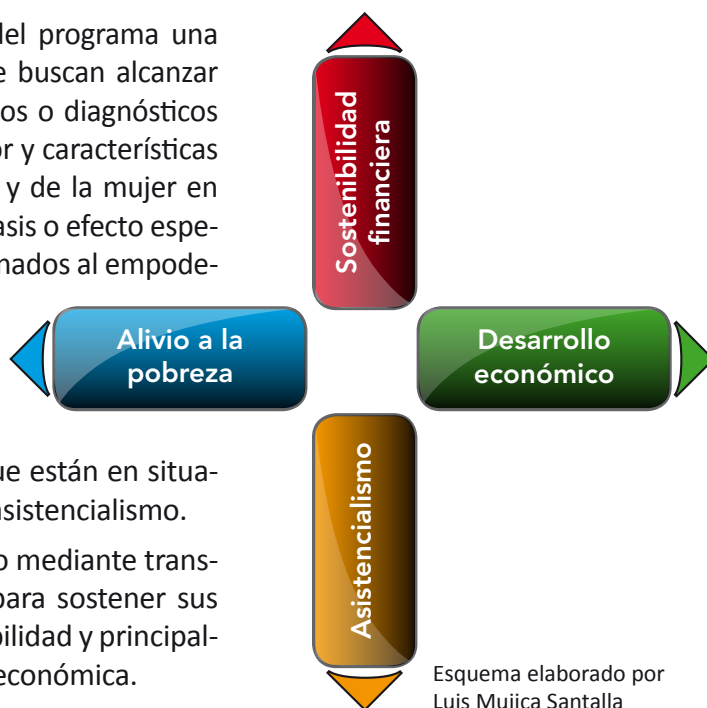 del programa una
e buscan alcanzar
os o diagnósticos
or y características
y de la mujer en
asis o efecto espe-
nados al empode-
Sostenibilidad
financiera
Alivio a la
pobreza
Desarrollo
económico
Asistencialismo
ue están en situa-
asistencialismo.
o mediante trans-
para sostener sus
bilidad y principal-
económica.
Esquema elaborado por
Luis Mujica Santalla